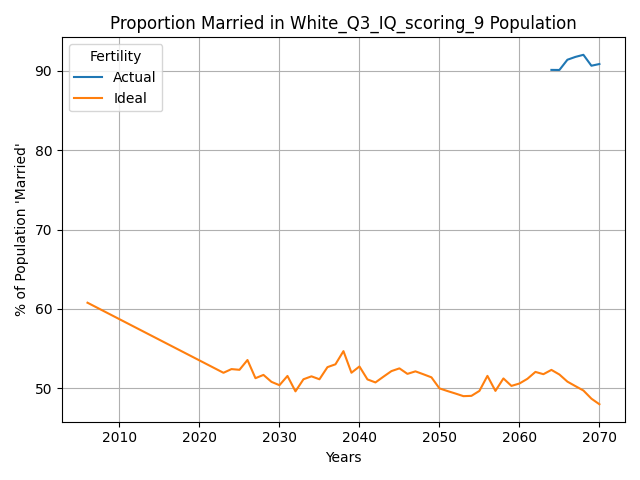 Proportion Married in White_Q3_IQ_scoring_9 Population
Fertility
Actual
Ideal
% of Population 'Married'
90
80
70
60
50
2010 2020 2030 2040 2050 2060 2070
Years